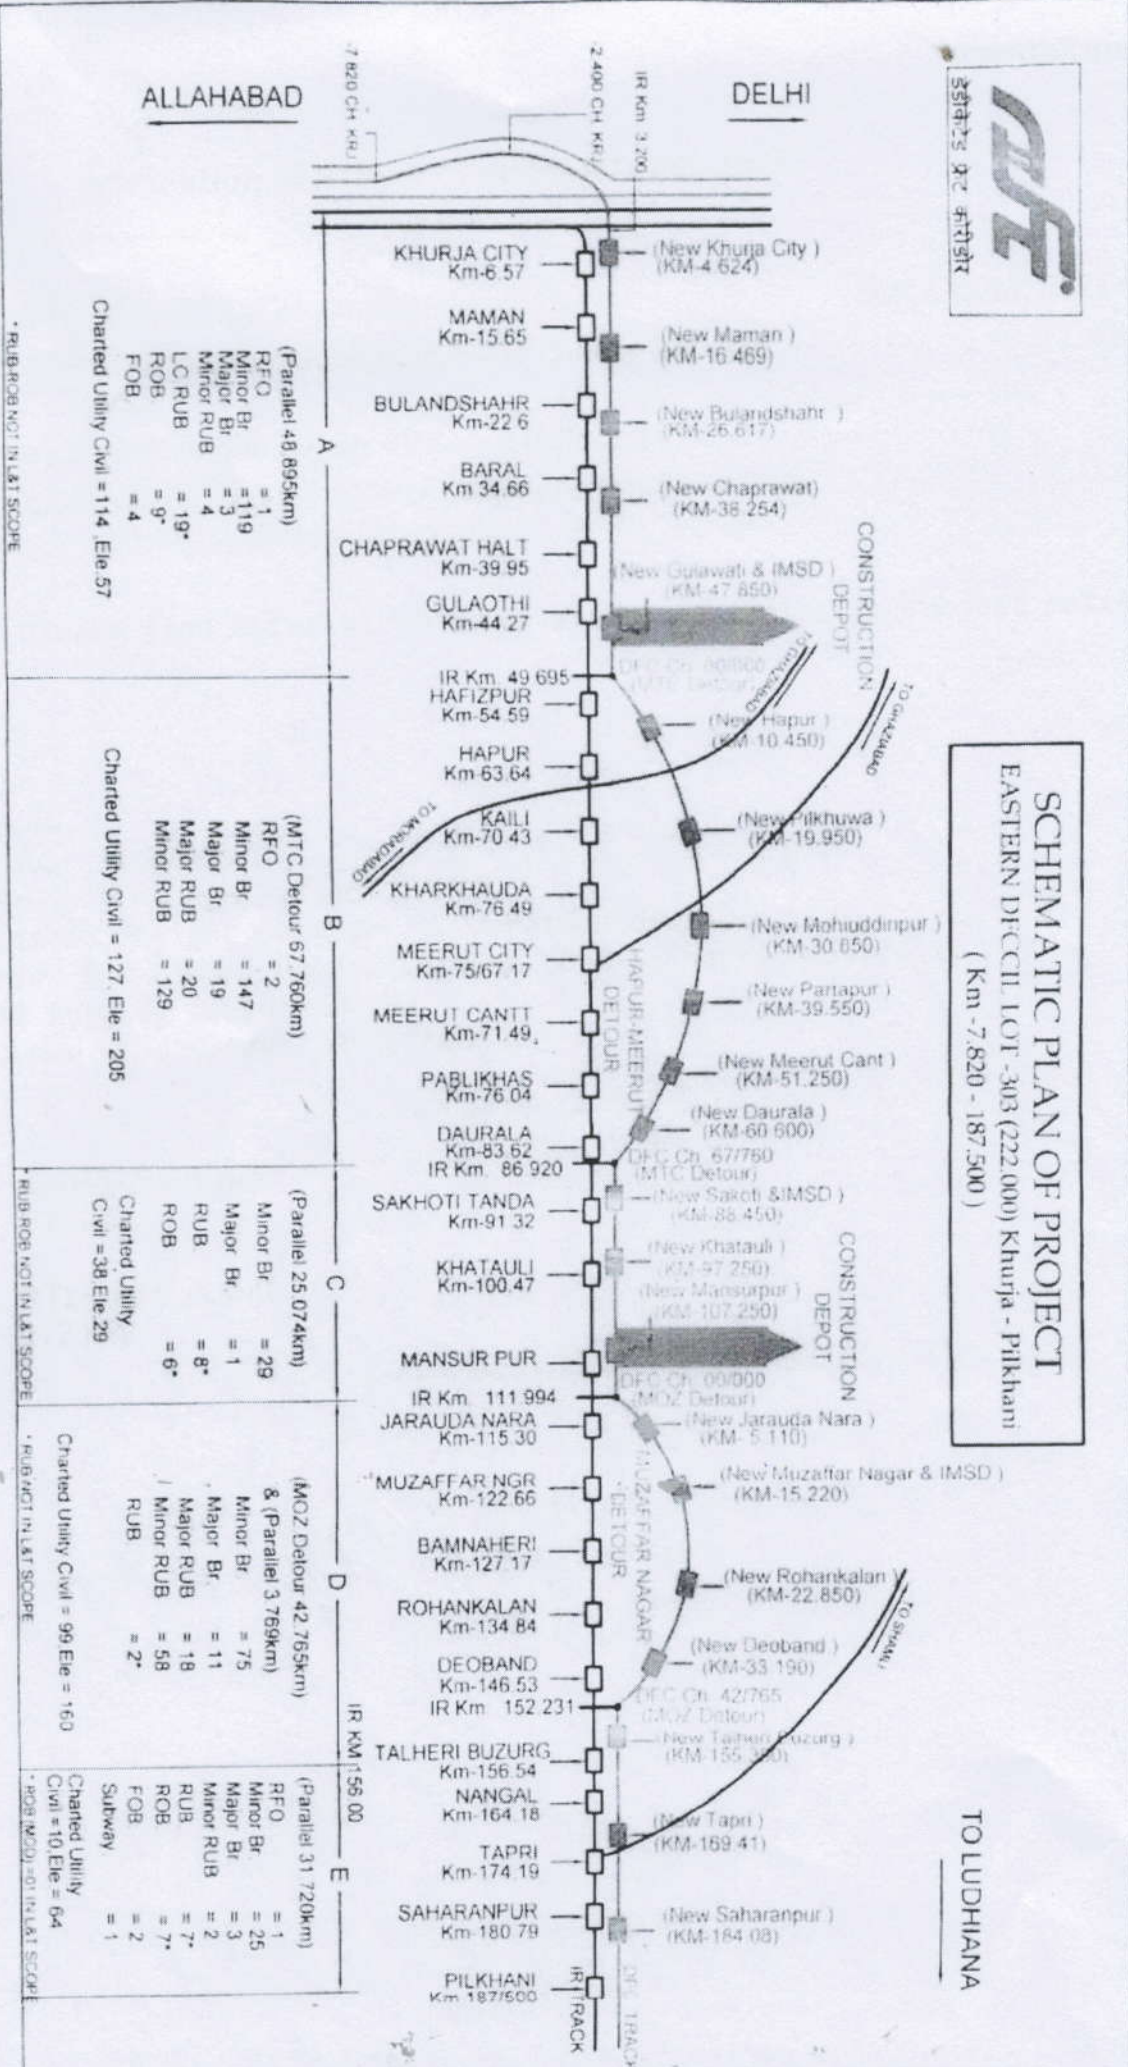 डेडीकेटेड फ्रेट कोरीडोर
SCHEMATIC PLAN OF PROJECT
EASTERN DFCCIL LOT -303 (222.000) Khurja - Pilkhani
( Km -7.820 - 187.500 )
DELHI
ALLAHABAD
TO LUDHIANA
-7.820 CH KRJ
-2.400 CH KRJ
IR Km 3.200
(New Khurja City )
(KM-4.624)
(New Maman )
(KM-16.469)
(New Bulandshahr )
(KM-26.617)
(New Chaprawat)
(KM-38.254)
CONSTRUCTION
DEPOT
(New Gulawati & IMSD )
(KM-47.850)
DFC Ch. 00/000
(MTC Detour)
TO GHAZIABAD
TO GHAZIABAD
(New Hapur )
(KM-10.450)
(New Pilkhuwa )
(KM-19.950)
(New Mohiuddinpur )
(KM-30.650)
(New Partapur )
(KM-39.550)
(New Meerut Cant )
(KM-51.250)
(New Daurala )
(KM-60.600)
DFC Ch. 67/760
(MTC Detour)
HAPUR-MEERUT
DETOUR
(New Sakoti &IMSD )
(KM-88.450)
(New Khatauli )
(KM-97.250)
(New Mansurpur )
(KM-107.250)
CONSTRUCTION
DEPOT
DFC Ch. 00/000
(MOZ Detour)
(New Jarauda Nara )
(KM- 5.110)
(New Muzaffar Nagar & IMSD )
(KM-15.220)
(New Rohankalan )
(KM-22.850)
(New Deoband )
(KM-33.190)
MUZAFFAR NAGAR
DETOUR
DFC Ch. 42/765
(MOZ Detour)
(New Talheri Buzurg )
TO SHAMLI
(New Tapri )
(KM-169.41)
(New Saharanpur )
(KM-184.08)
DFC TRACK
IR TRACK
KHURJA CITY
Km-6.57
MAMAN
Km-15.65
BULANDSHAHR
Km-22.6
BARAL
Km 34.66
CHAPRAWAT HALT
Km-39.95
GULAOTHI
Km-44.27
IR Km. 49.695
HAFIZPUR
Km-54.59
HAPUR
Km-63.64
TO MORADABAD
KAILI
Km-70.43
KHARKHAUDA
Km-76.49
MEERUT CITY
Km-75/67.17
MEERUT CANTT
Km-71.49
PABLIKHAS
Km-76.04
DAURALA
Km-83.62
IR Km. 86.920
SAKHOTI TANDA
Km-91.32
KHATAULI
Km-100.47
MANSUR PUR
IR Km. 111.994
JARAUDA NARA
Km-115.30
MUZAFFAR NGR
Km-122.66
BAMNAHERI
Km-127.17
ROHANKALAN
Km-134.84
DEOBAND
Km-146.53
IR Km 152.231
TALHERI BUZURG
Km-156.54
NANGAL
Km-164.18
TAPRI
Km-174.19
SAHARANPUR
Km-180.79
PILKHANI
Km 187/500
IR KM 156.00
A
(Parallel 48.895km)
RFO = 1
Minor Br =119
Major Br = 3
Minor RUB = 4
LC RUB = 19*
ROB = 9*
FOB = 4
Charted Utility Civil =114 ,Ele.57
* RUB-ROB NOT IN L&T SCOPE
B
(MTC Detour 67.760km)
RFO = 2
Minor Br = 147
Major Br = 19
Major RUB = 20
Minor RUB = 129
Charted Utility Civil = 127. Ele = 205
C
(Parallel 25.074km)
Minor Br = 29
Major Br. = 1
RUB = 8*
ROB = 6*
Charted Utility
Civil =38.Ele.29
* RUB ROB NOT IN L&T SCOPE
D
(MOZ Detour 42.765km)
& (Parallel 3.769km)
Minor Br = 75
Major Br. = 11
Major RUB = 18
Minor RUB = 58
RUB = 2*
Charted Utility Civil = 99.Ele = 160
* RUB NOT IN L&T SCOPE
E
(Parallel 31.720km)
RFO = 1
Minor Br. = 25
Major Br = 3
Minor RUB = 2
RUB = 7*
ROB = 7*
FOB = 2
Subway = 1
Charted Utility
Civil =10,Ele = 64
* ROB (MOD) =01 IN L&T SCOPE